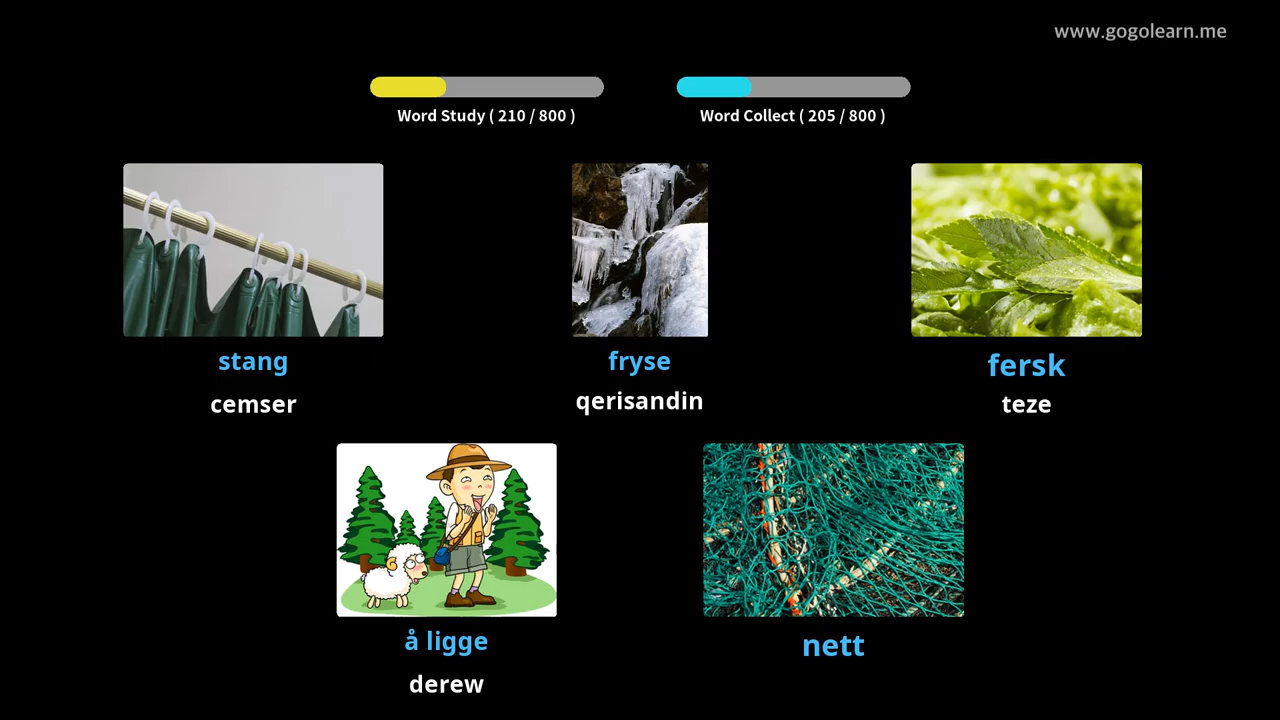 www.gogolearn.me
Word Study ( 210 / 800 )
Word Collect ( 205 / 800 )
stang
cemser
fryse
qerisandin
fersk
teze
å ligge
derew
nett